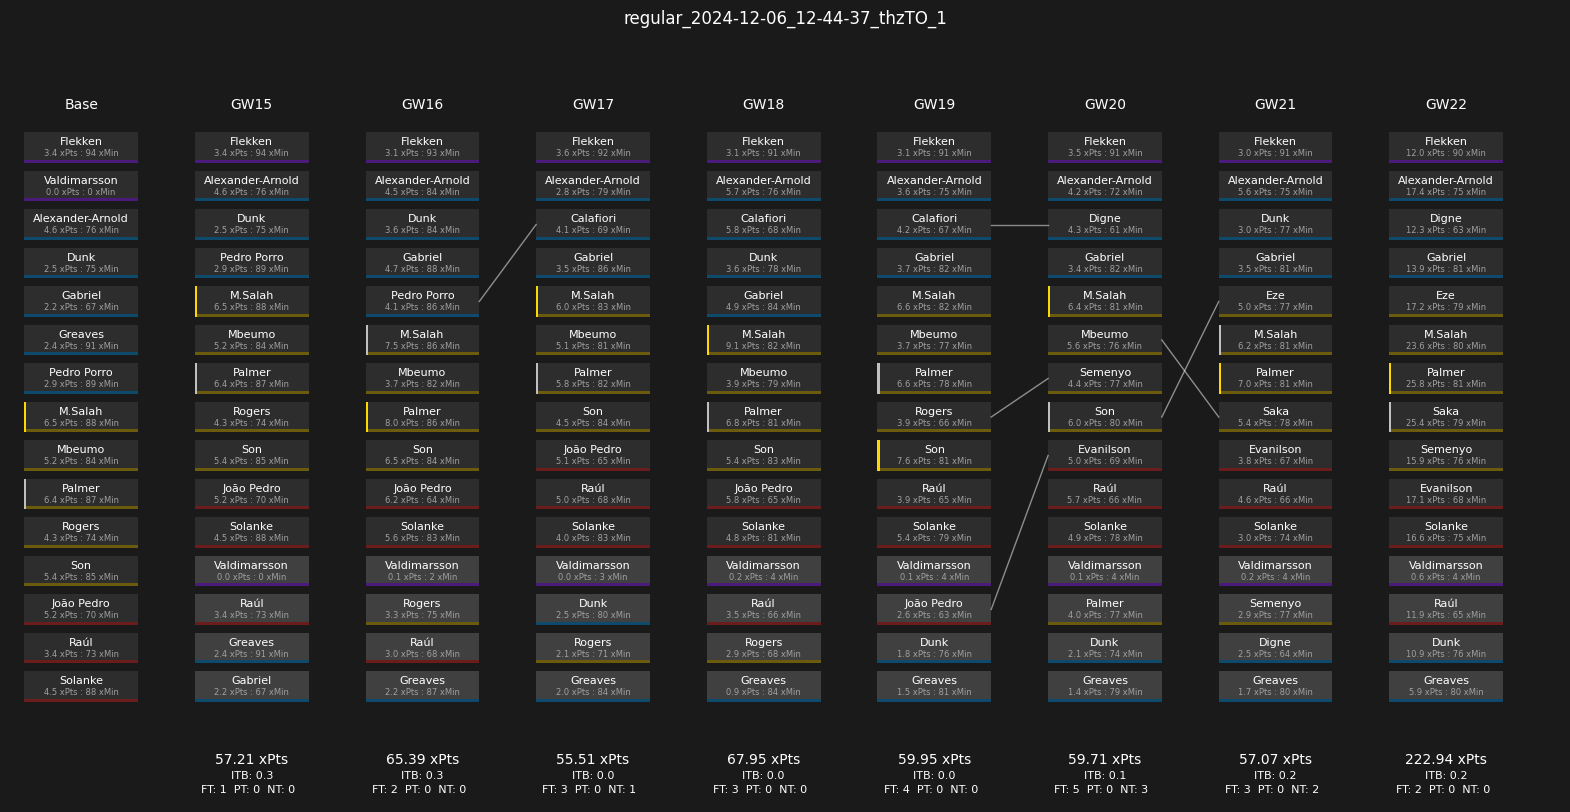 regular_2024-12-06_12-44-37_thzTO_1
Base
Flekken
3.4 xPts : 94 xMin
Valdimarsson
0.0 xPts : 0 xMin
Alexander-Arnold
4.6 xPts : 76 xMin
Dunk
2.5 xPts : 75 xMin
Gabriel
2.2 xPts : 67 xMin
Greaves
2.4 xPts : 91 xMin
Pedro Porro
2.9 xPts : 89 xMin
M.Salah
6.5 xPts : 88 xMin
Mbeumo
5.2 xPts : 84 xMin
Palmer
6.4 xPts : 87 xMin
Rogers
4.3 xPts : 74 xMin
Son
5.4 xPts : 85 xMin
João Pedro
5.2 xPts : 70 xMin
Raúl
3.4 xPts : 73 xMin
Solanke
4.5 xPts : 88 xMin
GW15
Flekken
3.4 xPts : 94 xMin
Alexander-Arnold
4.6 xPts : 76 xMin
Dunk
2.5 xPts : 75 xMin
Pedro Porro
2.9 xPts : 89 xMin
M.Salah
6.5 xPts : 88 xMin
Mbeumo
5.2 xPts : 84 xMin
Palmer
6.4 xPts : 87 xMin
Rogers
4.3 xPts : 74 xMin
Son
5.4 xPts : 85 xMin
João Pedro
5.2 xPts : 70 xMin
Solanke
4.5 xPts : 88 xMin
Valdimarsson
0.0 xPts : 0 xMin
Raúl
3.4 xPts : 73 xMin
Greaves
2.4 xPts : 91 xMin
Gabriel
2.2 xPts : 67 xMin
57.21 xPts
ITB: 0.3
FT: 1 PT: 0 NT: 0
GW16
Flekken
3.1 xPts : 93 xMin
Alexander-Arnold
4.5 xPts : 84 xMin
Dunk
3.6 xPts : 84 xMin
Gabriel
4.7 xPts : 88 xMin
Pedro Porro
4.1 xPts : 86 xMin
M.Salah
7.5 xPts : 86 xMin
Mbeumo
3.7 xPts : 82 xMin
Palmer
8.0 xPts : 86 xMin
Son
6.5 xPts : 84 xMin
João Pedro
6.2 xPts : 64 xMin
Solanke
5.6 xPts : 83 xMin
Valdimarsson
0.1 xPts : 2 xMin
Rogers
3.3 xPts : 75 xMin
Raúl
3.0 xPts : 68 xMin
Greaves
2.2 xPts : 87 xMin
65.39 xPts
ITB: 0.3
FT: 2 PT: 0 NT: 0
GW17
Flekken
3.6 xPts : 92 xMin
Alexander-Arnold
2.8 xPts : 79 xMin
Calafiori
4.1 xPts : 69 xMin
Gabriel
3.5 xPts : 86 xMin
M.Salah
6.0 xPts : 83 xMin
Mbeumo
5.1 xPts : 81 xMin
Palmer
5.8 xPts : 82 xMin
Son
4.5 xPts : 84 xMin
João Pedro
5.1 xPts : 65 xMin
Raúl
5.0 xPts : 68 xMin
Solanke
4.0 xPts : 83 xMin
Valdimarsson
0.0 xPts : 3 xMin
Dunk
2.5 xPts : 80 xMin
Rogers
2.1 xPts : 71 xMin
Greaves
2.0 xPts : 84 xMin
55.51 xPts
ITB: 0.0
FT: 3 PT: 0 NT: 1
GW18
Flekken
3.1 xPts : 91 xMin
Alexander-Arnold
5.7 xPts : 76 xMin
Calafiori
5.8 xPts : 68 xMin
Dunk
3.6 xPts : 78 xMin
Gabriel
4.9 xPts : 84 xMin
M.Salah
9.1 xPts : 82 xMin
Mbeumo
3.9 xPts : 79 xMin
Palmer
6.8 xPts : 81 xMin
Son
5.4 xPts : 83 xMin
João Pedro
5.8 xPts : 65 xMin
Solanke
4.8 xPts : 81 xMin
Valdimarsson
0.2 xPts : 4 xMin
Raúl
3.5 xPts : 66 xMin
Rogers
2.9 xPts : 68 xMin
Greaves
0.9 xPts : 84 xMin
67.95 xPts
ITB: 0.0
FT: 3 PT: 0 NT: 0
GW19
Flekken
3.1 xPts : 91 xMin
Alexander-Arnold
3.6 xPts : 75 xMin
Calafiori
4.2 xPts : 67 xMin
Gabriel
3.7 xPts : 82 xMin
M.Salah
6.6 xPts : 82 xMin
Mbeumo
3.7 xPts : 77 xMin
Palmer
6.6 xPts : 78 xMin
Rogers
3.9 xPts : 66 xMin
Son
7.6 xPts : 81 xMin
Raúl
3.9 xPts : 65 xMin
Solanke
5.4 xPts : 79 xMin
Valdimarsson
0.1 xPts : 4 xMin
João Pedro
2.6 xPts : 63 xMin
Dunk
1.8 xPts : 76 xMin
Greaves
1.5 xPts : 81 xMin
59.95 xPts
ITB: 0.0
FT: 4 PT: 0 NT: 0
GW20
Flekken
3.5 xPts : 91 xMin
Alexander-Arnold
4.2 xPts : 72 xMin
Digne
4.3 xPts : 61 xMin
Gabriel
3.4 xPts : 82 xMin
M.Salah
6.4 xPts : 81 xMin
Mbeumo
5.6 xPts : 76 xMin
Semenyo
4.4 xPts : 77 xMin
Son
6.0 xPts : 80 xMin
Evanilson
5.0 xPts : 69 xMin
Raúl
5.7 xPts : 66 xMin
Solanke
4.9 xPts : 78 xMin
Valdimarsson
0.1 xPts : 4 xMin
Palmer
4.0 xPts : 77 xMin
Dunk
2.1 xPts : 74 xMin
Greaves
1.4 xPts : 79 xMin
59.71 xPts
ITB: 0.1
FT: 5 PT: 0 NT: 3
GW21
Flekken
3.0 xPts : 91 xMin
Alexander-Arnold
5.6 xPts : 75 xMin
Dunk
3.0 xPts : 77 xMin
Gabriel
3.5 xPts : 81 xMin
Eze
5.0 xPts : 77 xMin
M.Salah
6.2 xPts : 81 xMin
Palmer
7.0 xPts : 81 xMin
Saka
5.4 xPts : 78 xMin
Evanilson
3.8 xPts : 67 xMin
Raúl
4.6 xPts : 66 xMin
Solanke
3.0 xPts : 74 xMin
Valdimarsson
0.2 xPts : 4 xMin
Semenyo
2.9 xPts : 77 xMin
Digne
2.5 xPts : 64 xMin
Greaves
1.7 xPts : 80 xMin
57.07 xPts
ITB: 0.2
FT: 3 PT: 0 NT: 2
GW22
Flekken
12.0 xPts : 90 xMin
Alexander-Arnold
17.4 xPts : 75 xMin
Digne
12.3 xPts : 63 xMin
Gabriel
13.9 xPts : 81 xMin
Eze
17.2 xPts : 79 xMin
M.Salah
23.6 xPts : 80 xMin
Palmer
25.8 xPts : 81 xMin
Saka
25.4 xPts : 79 xMin
Semenyo
15.9 xPts : 76 xMin
Evanilson
17.1 xPts : 68 xMin
Solanke
16.6 xPts : 75 xMin
Valdimarsson
0.6 xPts : 4 xMin
Raúl
11.9 xPts : 65 xMin
Dunk
10.9 xPts : 76 xMin
Greaves
5.9 xPts : 80 xMin
222.94 xPts
ITB: 0.2
FT: 2 PT: 0 NT: 0